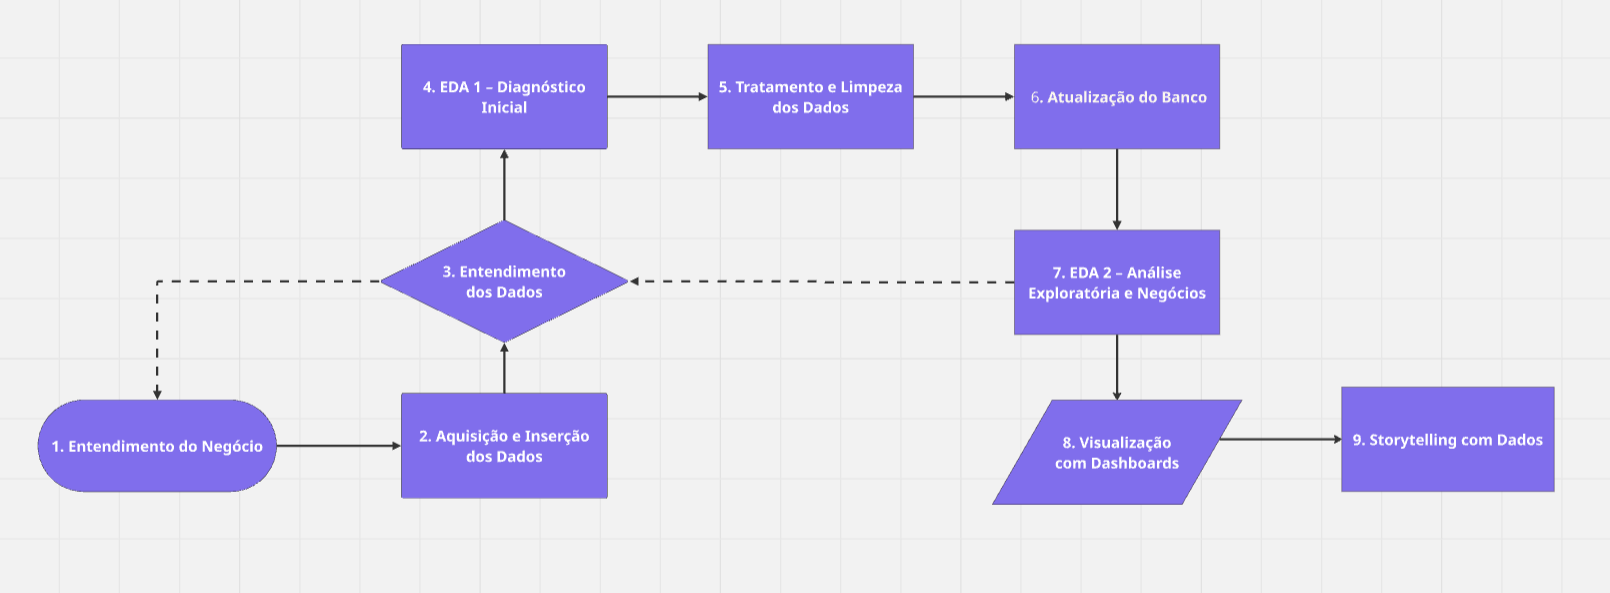 4. EDA 1 – Diagnóstico
Inicial
5. Tratamento e Limpeza
dos Dados
6. Atualização do Banco
3. Entendimento
dos Dados
7. EDA 2 – Análise
Exploratória e Negócios
1. Entendimento do Negócio
2. Aquisição e Inserção
dos Dados
8. Visualização
com Dashboards
9. Storytelling com Dados